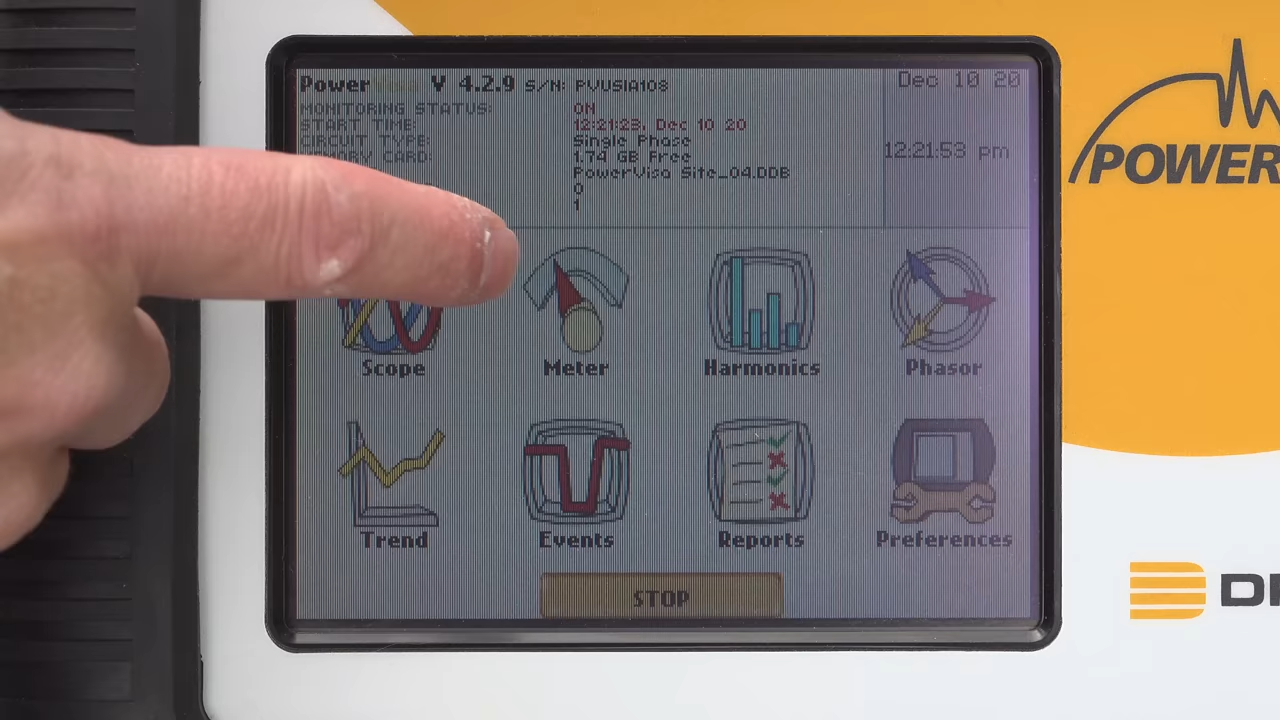 Power V 4.2.9 S/N: PVUSIA108
Dec 10 20
MONITORING STATUS: ON
START TIME: 12:21:23, Dec 10 20
CIRCUIT TYPE: Single Phase
CARD: 1.74 GB Free
12:21:53 pm
PowerVisa Site_04.DDB
0
1
Scope
Meter
Harmonics
Phasor
Trend
Events
Reports
Preferences
STOP
POWER